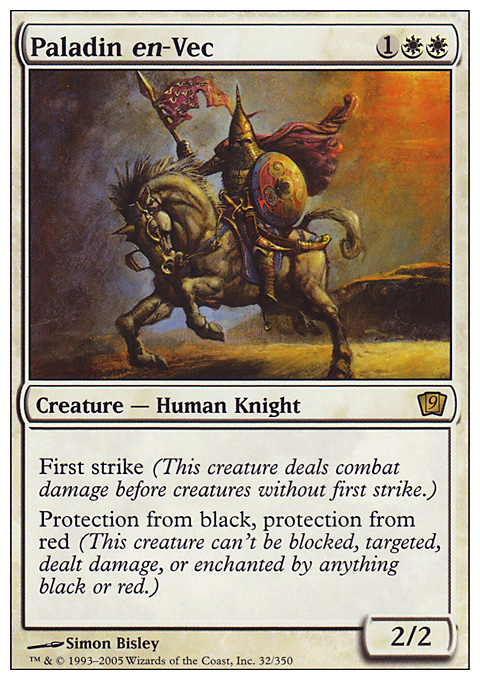 Paladin en-Vec 1
Creature — Human Knight 9
First strike (This creature deals combat
damage before creatures without first strike.)
Protection from black, protection from
red (This creature can't be blocked, targeted,
dealt damage, or enchanted by anything
black or red.)
Simon Bisley
2/2
™ & © 1993–2005 Wizards of the Coast, Inc. 32/350